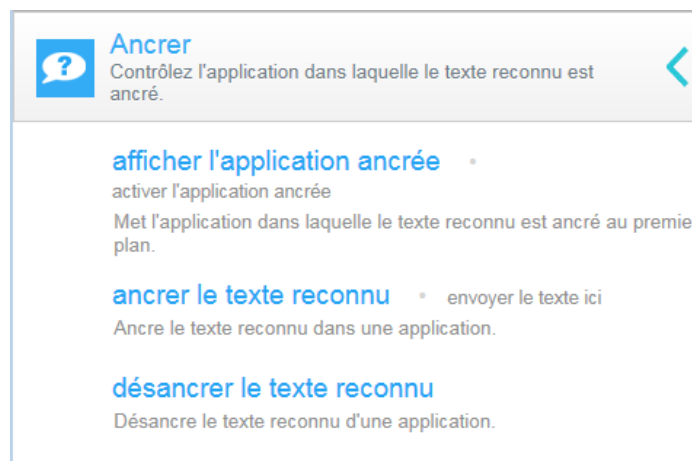 Ancrer
Contrôlez l'application dans laquelle le texte reconnu est
ancré.
afficher l'application ancrée •
activer l'application ancrée
Met l'application dans laquelle le texte reconnu est ancré au premie
plan.
ancrer le texte reconnu • envoyer le texte ici
Ancre le texte reconnu dans une application.
désancrer le texte reconnu
Désancre le texte reconnu d'une application.